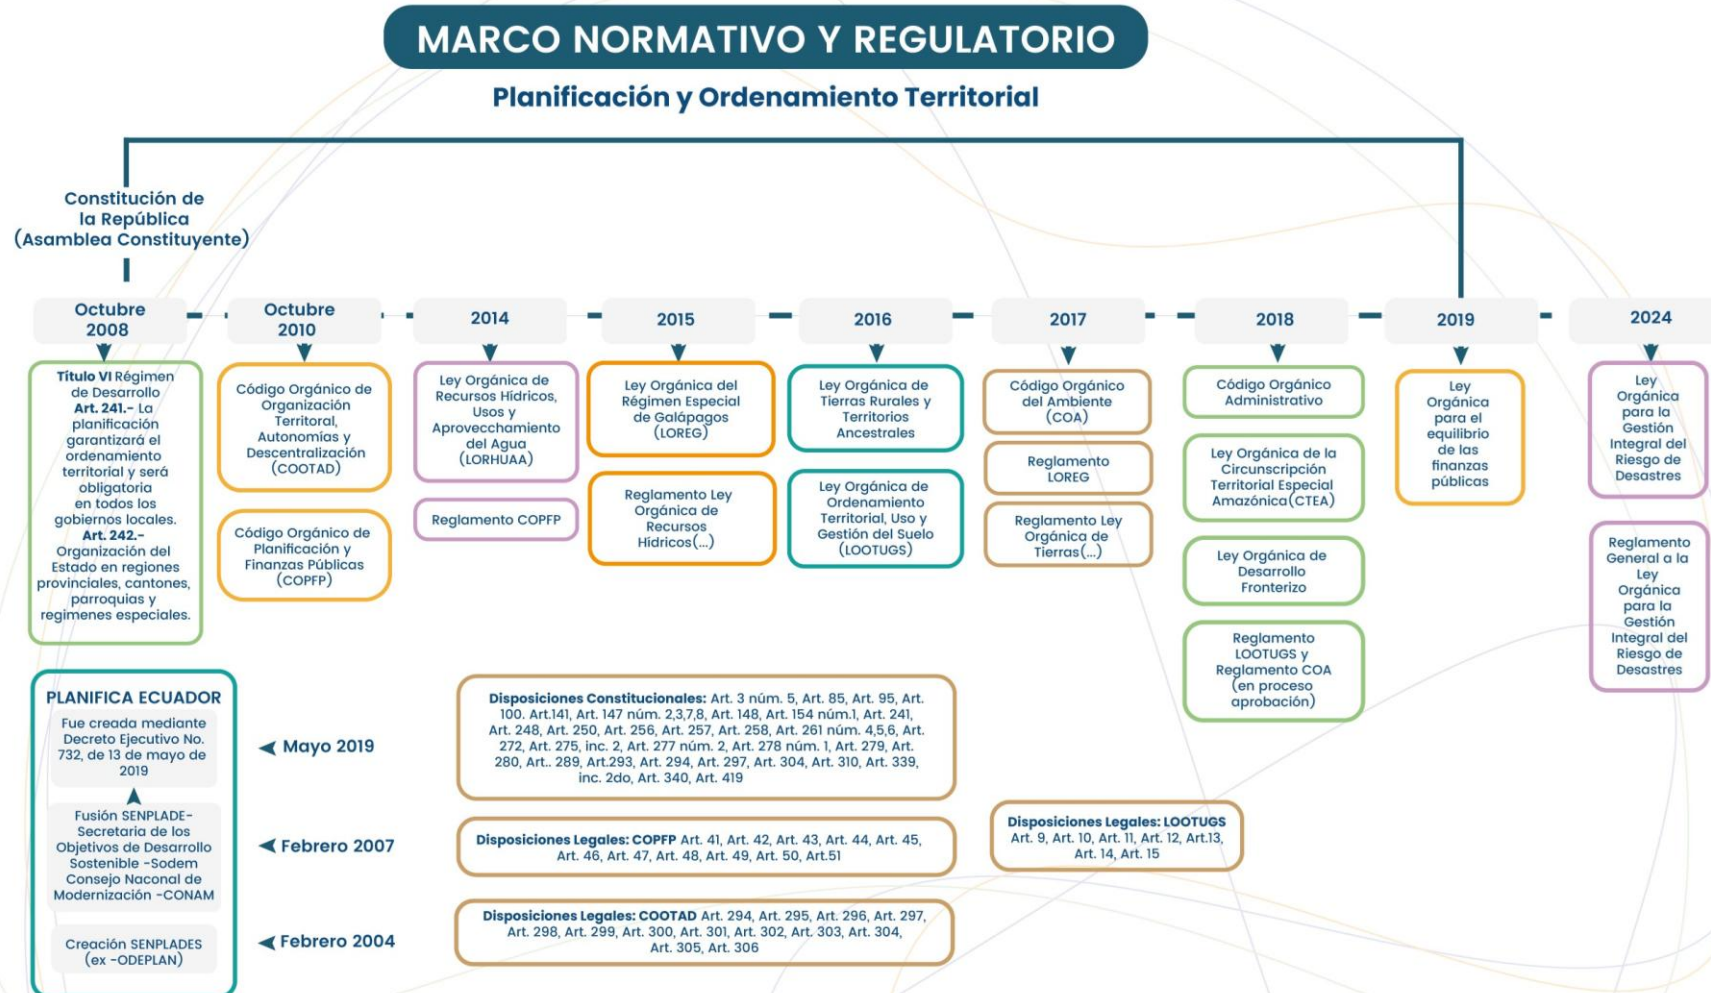 MARCO NORMATIVO Y REGULATORIO
Planificación y Ordenamiento Territorial
Constitución de
la República
(Asamblea Constituyente)
Octubre
2008
Título VI Régimen
de Desarrollo
Art. 241.- La
planificación
garantizará el
ordenamiento
territorial y será
obligatoria
en todos los
gobiernos locales.
Art. 242.-
Organización del
Estado en regiones
provinciales, cantones,
parroquias y
regimenes especiales.
Octubre
2010
Código Orgánico de
Organización
Territoral,
Autonomías y
Descentralización
(COOTAD)
Código Orgánico de
Planificación y
Finanzas Públicas
(COPFP)
2014
Ley Orgánica de
Recursos Hídricos,
Usos y
Aprovecchamiento
del Agua
(LORHUAA)
Reglamento COPFP
2015
Ley Orgánica del
Régimen Especial
de Galápagos
(LOREG)
Reglamento Ley
Orgánica de
Recursos
Hídricos(...)
2016
Ley Orgánica de
Tierras Rurales y
Territorios
Ancestrales
Ley Orgánica de
Ordenamiento
Territorial, Uso y
Gestión del Suelo
(LOOTUGS)
2017
Código Orgánico
del Ambiente
(COA)
Reglamento
LOREG
Reglamento Ley
Orgánica de
Tierras(...)
2018
Código Orgánico
Administrativo
Ley Orgánica de la
Circunscripción
Territorial Especial
Amazónica(CTEA)
Ley Orgánica de
Desarrollo
Fronterizo
Reglamento
LOOTUGS y
Reglamento COA
(en proceso
aprobación)
2019
Ley
Orgánica
para el
equilibrio
de las
finanzas
públicas
2024
Ley
Orgánica
para la
Gestión
Integral del
Riesgo de
Desastres
Reglamento
General a la
Ley
Orgánica
para la
Gestión
Integral del
Riesgo de
Desastres
PLANIFICA ECUADOR
Fue creada mediante
Decreto Ejecutivo No.
732, de 13 de mayo de
2019
Mayo 2019
Fusión SENPLADE-
Secretaria de los
Objetivos de Desarrollo
Sostenible -Sodem
Consejo Naconal de
Modernización -CONAM
Febrero 2007
Creación SENPLADES
(ex -ODEPLAN)
Febrero 2004
Disposiciones Constitucionales: Art. 3 núm. 5, Art. 85, Art. 95, Art.
100. Art.141, Art. 147 núm. 2,3,7,8, Art. 148, Art. 154 núm.1, Art. 241,
Art. 248, Art. 250, Art. 256, Art. 257, Art. 258, Art. 261 núm. 4,5,6, Art.
272, Art. 275, inc. 2, Art. 277 núm. 2, Art. 278 núm. 1, Art. 279, Art.
280, Art.. 289, Art.293, Art. 294, Art. 297, Art. 304, Art. 310, Art. 339,
inc. 2do, Art. 340, Art. 419
Disposiciones Legales: COPFP Art. 41, Art. 42, Art. 43, Art. 44, Art. 45,
Art. 46, Art. 47, Art. 48, Art. 49, Art. 50, Art.51
Disposiciones Legales: LOOTUGS
Art. 9, Art. 10, Art. 11, Art. 12, Art.13,
Art. 14, Art. 15
Disposiciones Legales: COOTAD Art. 294, Art. 295, Art. 296, Art. 297,
Art. 298, Art. 299, Art. 300, Art. 301, Art. 302, Art. 303, Art. 304,
Art. 305, Art. 306